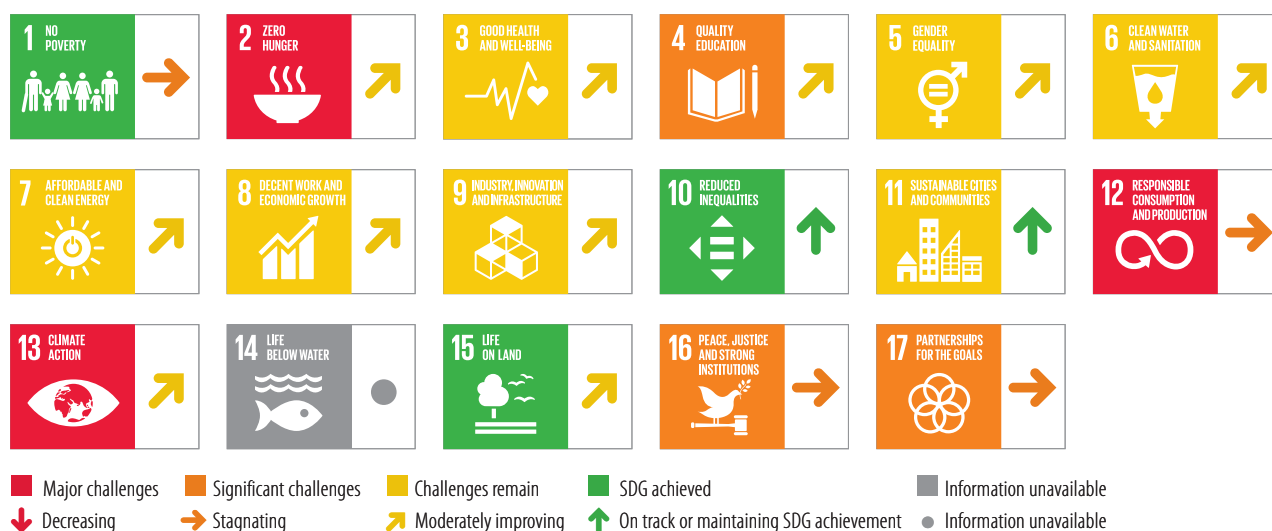 1 NO
POVERTY
2 ZERO
HUNGER
3 GOOD HEALTH
AND WELL-BEING
4 QUALITY
EDUCATION
5 GENDER
EQUALITY
6 CLEAN WATER
AND SANITATION
7 AFFORDABLE AND
CLEAN ENERGY
8 DECENT WORK AND
ECONOMIC GROWTH
9 INDUSTRY, INNOVATION
AND INFRASTRUCTURE
10 REDUCED
INEQUALITIES
11 SUSTAINABLE CITIES
AND COMMUNITIES
12 RESPONSIBLE
CONSUMPTION
AND PRODUCTION
13 CLIMATE
ACTION
14 LIFE
BELOW WATER
15 LIFE
ON LAND
16 PEACE, JUSTICE
AND STRONG
INSTITUTIONS
17 PARTNERSHIPS
FOR THE GOALS
Major challenges Significant challenges Challenges remain SDG achieved Information unavailable
Decreasing Stagnating Moderately improving On track or maintaining SDG achievement Information unavailable